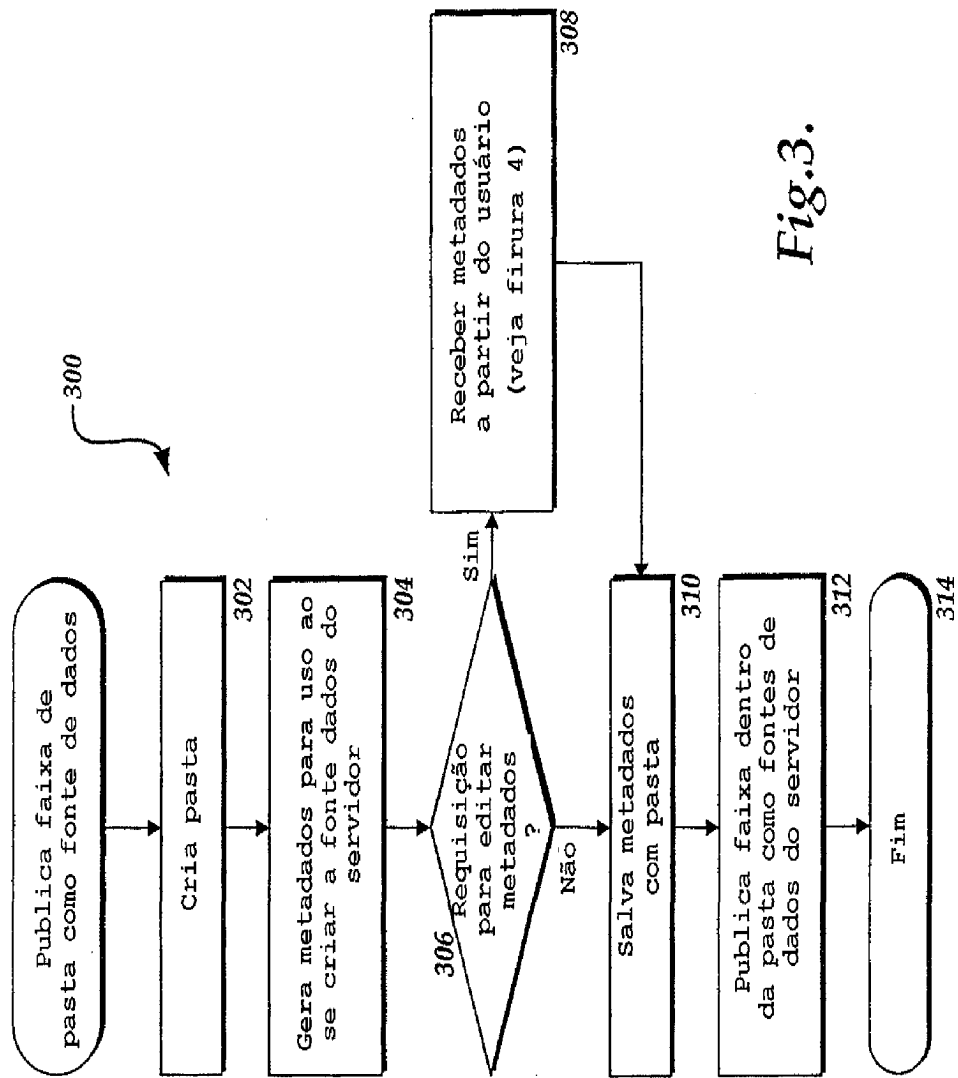 300
Publica faixa de
pasta como fonte de dados
Cria pasta
302
Gera metadados para uso ao
se criar a fonte dados do
servidor
304
306
Requisição
para editar
metadados
?
Sim
Não
Receber metadados
a partir do usuário
(veja firura 4)
308
Salva metadados
com pasta
310
Publica faixa dentro
da pasta como fontes de
dados do servidor
312
Fim
314
Fig.3.